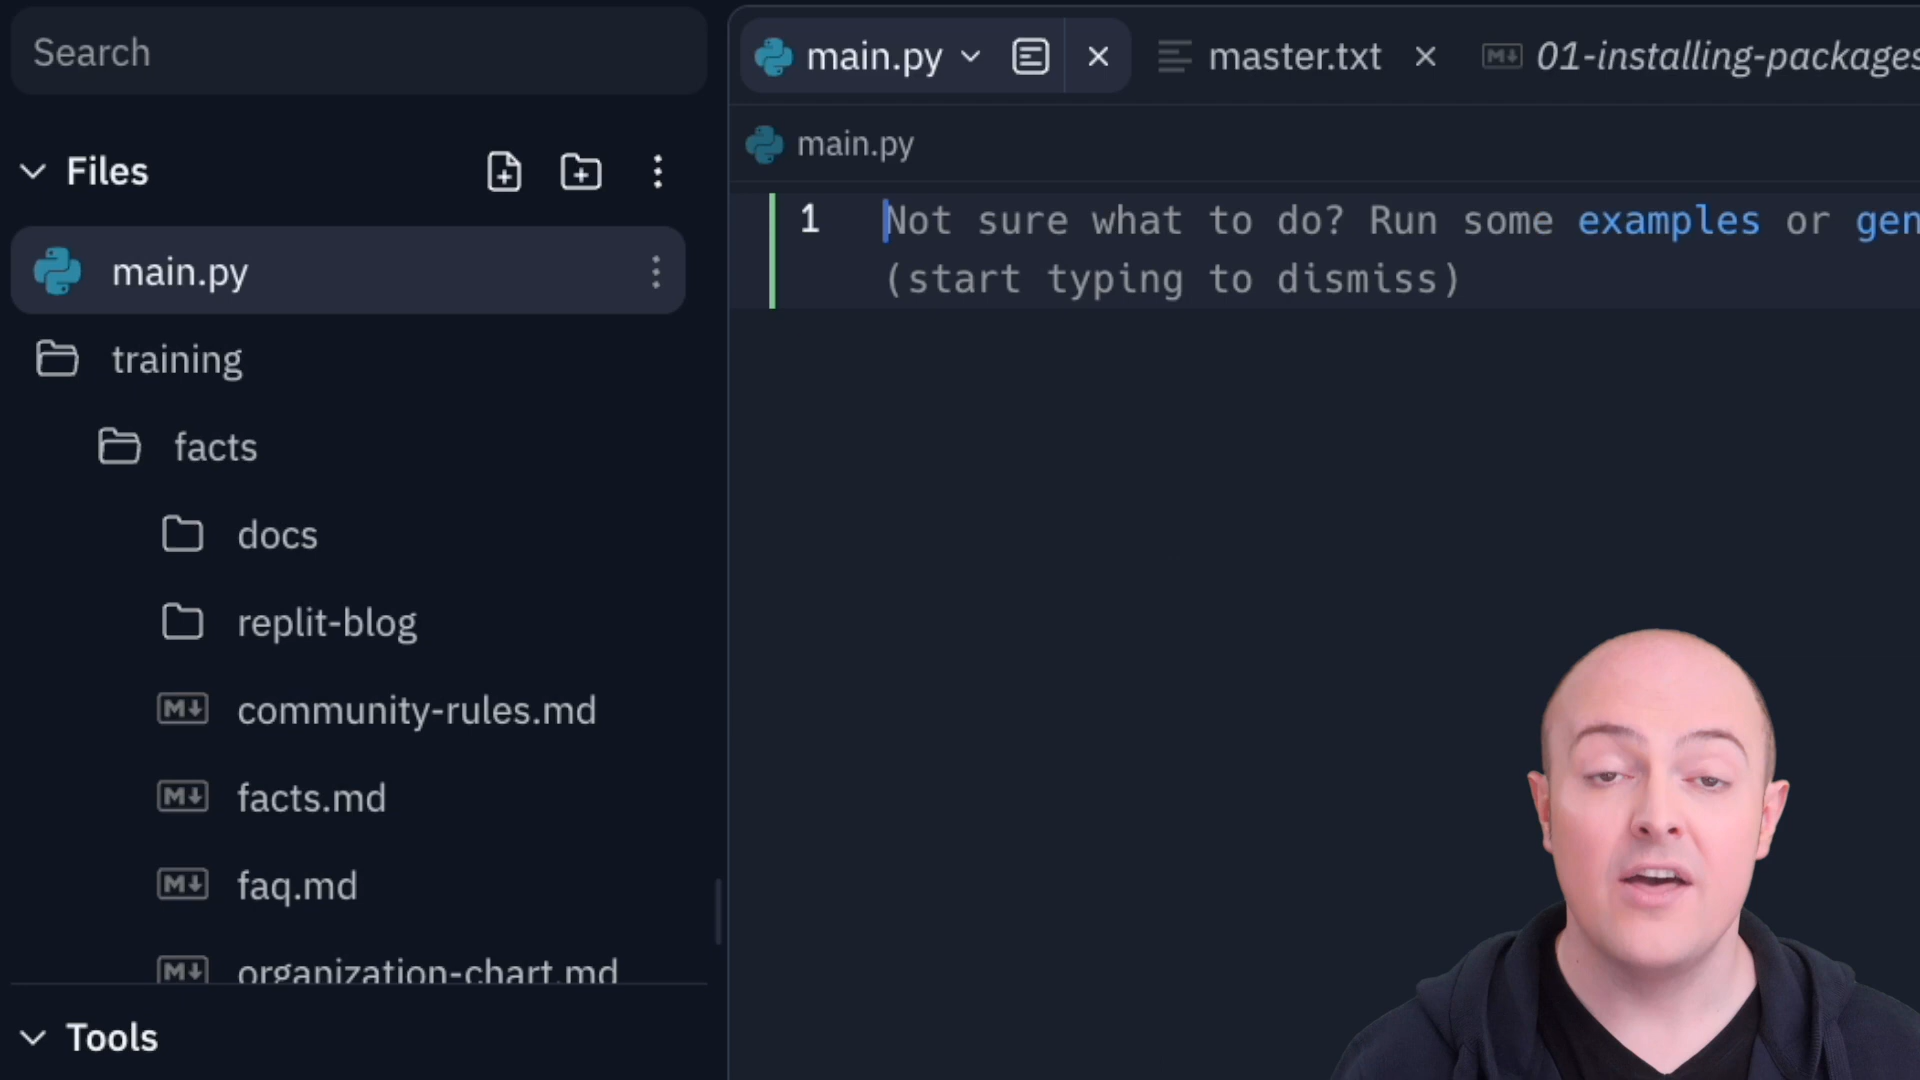 Search
Files
main.py
training
facts
docs
replit-blog
community-rules.md
facts.md
faq.md
organization-chart.md
Tools
main.py
master.txt
01-installing-packages
main.py
1
Not sure what to do? Run some examples or gen
(start typing to dismiss)